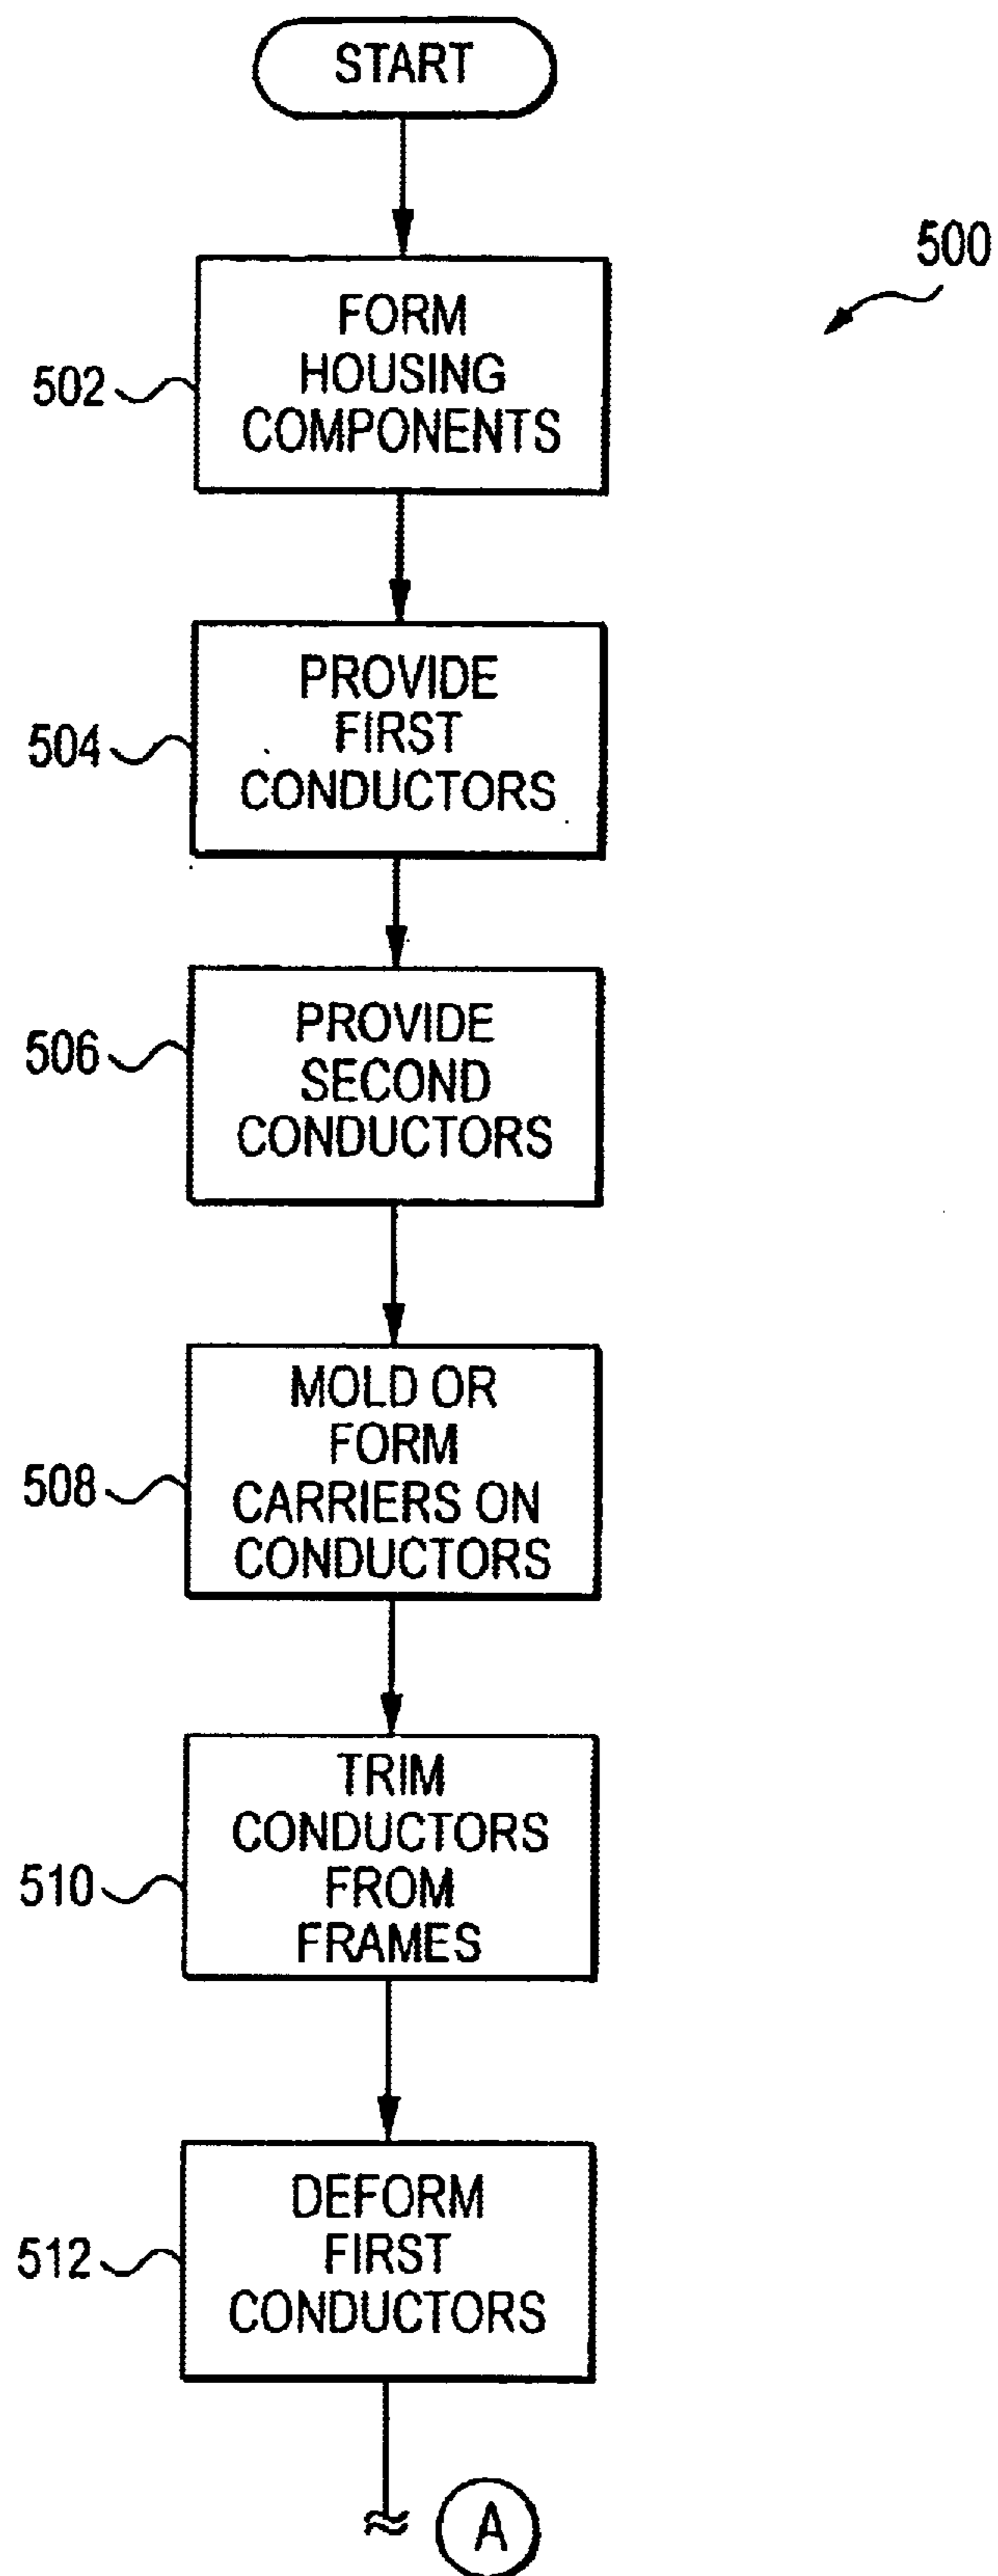 START
500
502
FORM
HOUSING
COMPONENTS
504
PROVIDE
FIRST
CONDUCTORS
506
PROVIDE
SECOND
CONDUCTORS
508
MOLD OR
FORM
CARRIERS ON
CONDUCTORS
510
TRIM
CONDUCTORS
FROM
FRAMES
512
DEFORM
FIRST
CONDUCTORS
A